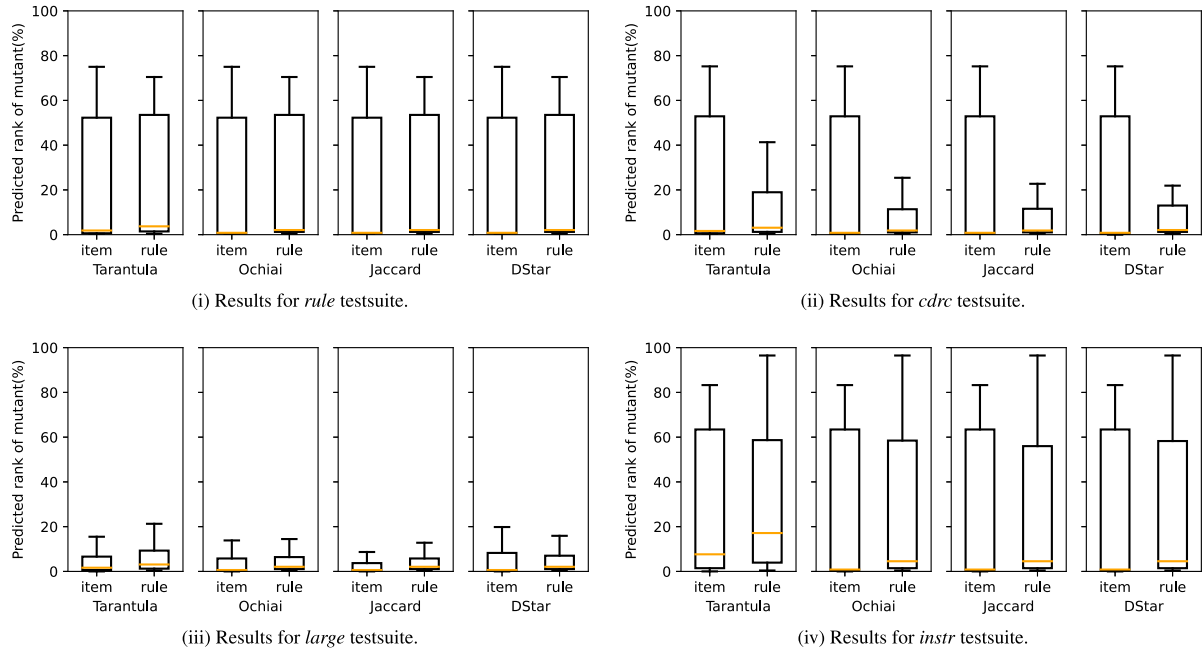 100
80
60
40
20
0
Predicted rank of mutant(%)
item rule item rule item rule item rule
Tarantula Ochiai Jaccard DStar
(i) Results for rule testsuite.
100
80
60
40
20
0
Predicted rank of mutant(%)
item rule item rule item rule item rule
Tarantula Ochiai Jaccard DStar
(ii) Results for cdrc testsuite.
100
80
60
40
20
0
Predicted rank of mutant(%)
item rule item rule item rule item rule
Tarantula Ochiai Jaccard DStar
(iii) Results for large testsuite.
100
80
60
40
20
0
Predicted rank of mutant(%)
item rule item rule item rule item rule
Tarantula Ochiai Jaccard DStar
(iv) Results for instr testsuite.